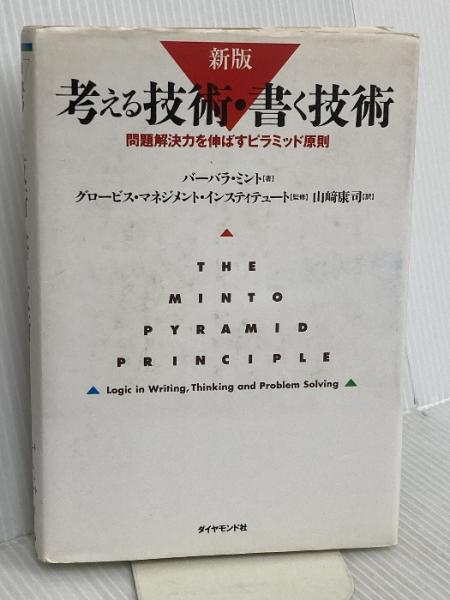 新版
考える技術・書く技術
問題解決力を伸ばすピラミッド原則
バーバラ・ミント[著]
グロービス・マネジメント・インスティテュート[監修] 山﨑康司[訳]
THE
MINTO
PYRAMID
PRINCIPLE
Logic in Writing, Thinking and Problem Solving
ダイヤモンド社